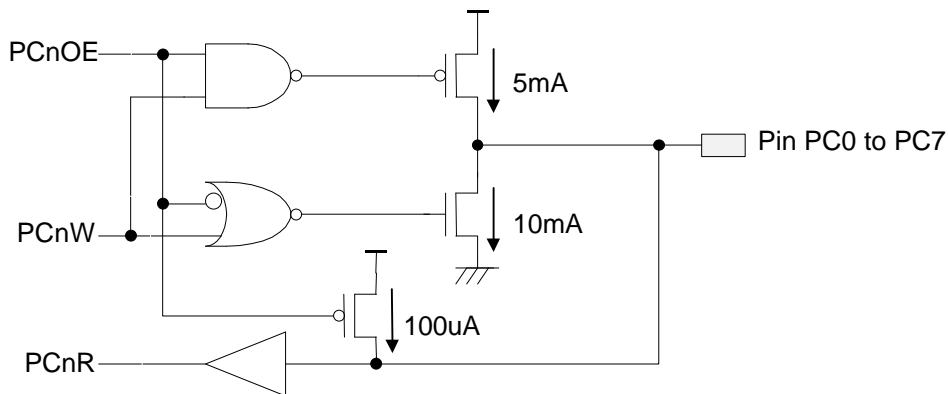 PCnOE
5mA
Pin PC0 to PC7
PCnW
10mA
100uA
PCnR